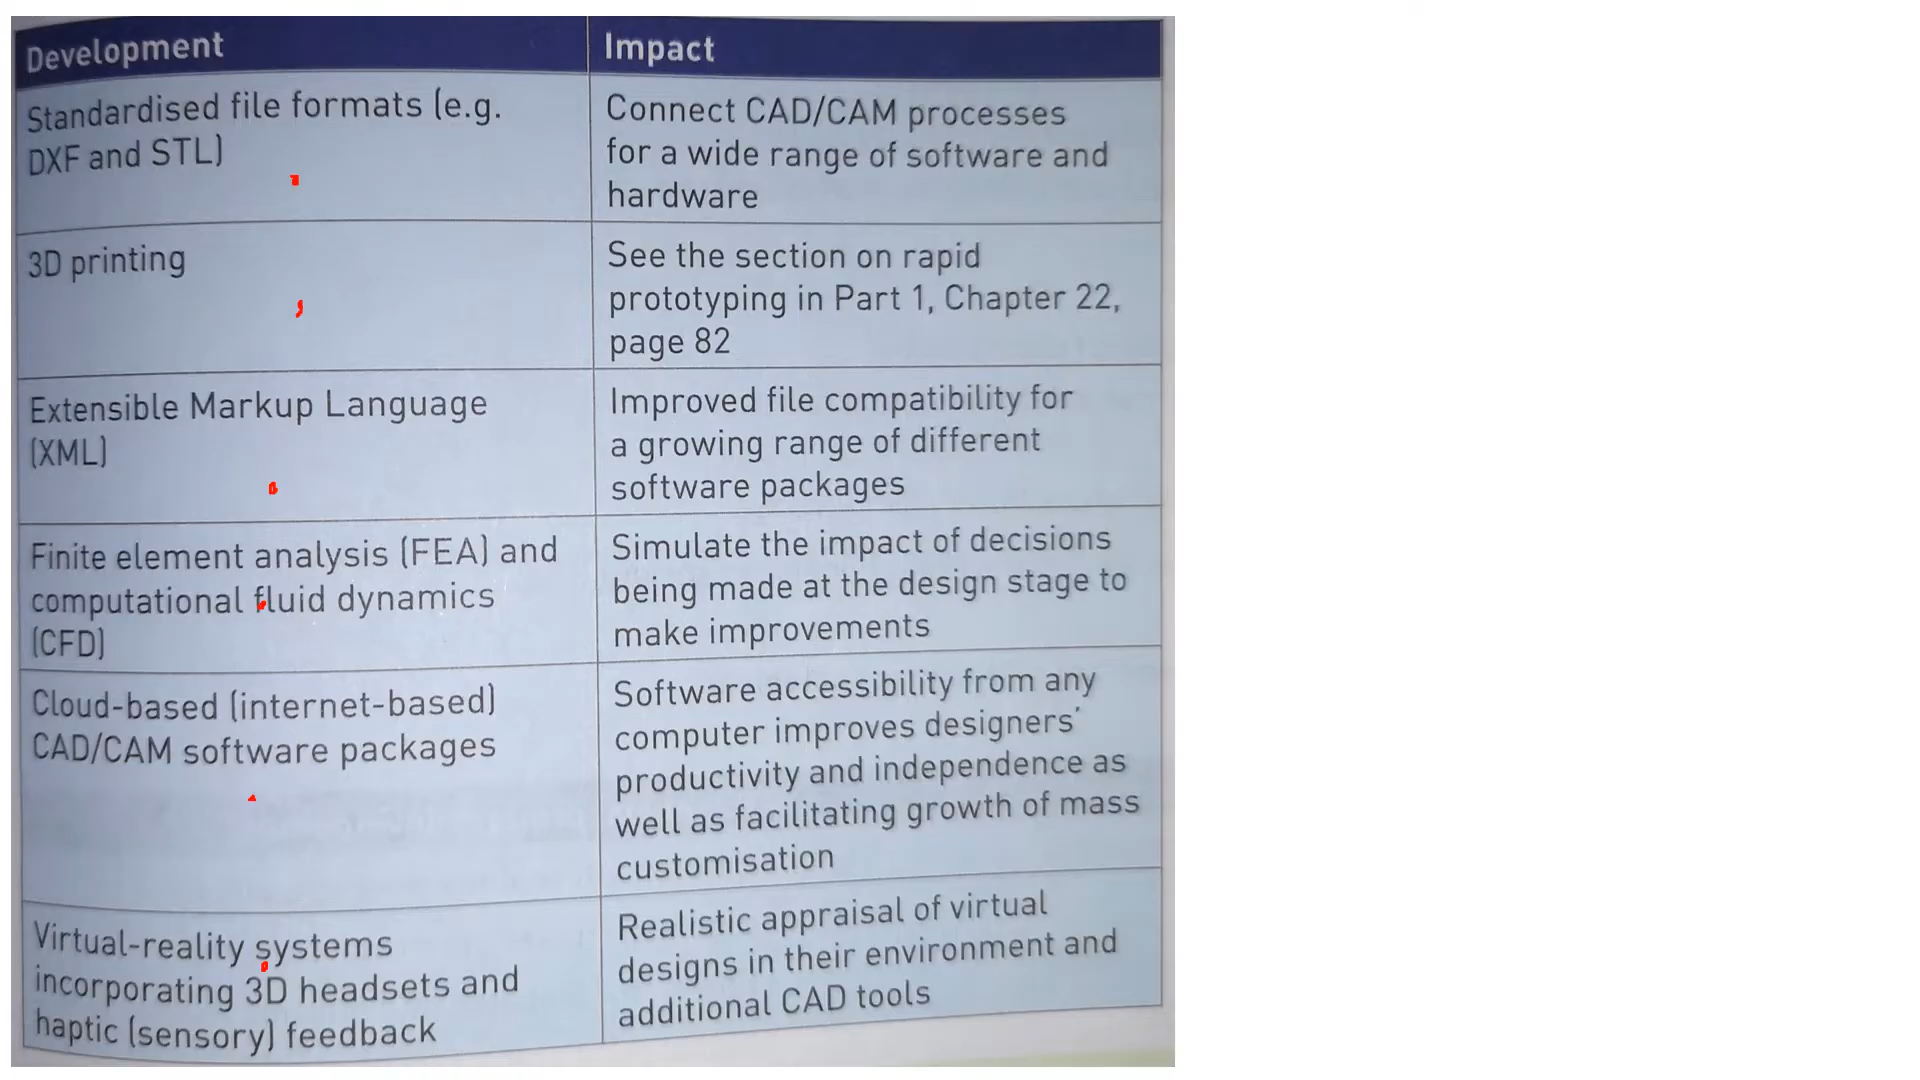 Development
Impact
Standardised file formats (e.g.
DXF and STL)
Connect CAD/CAM processes
for a wide range of software and
hardware
3D printing
See the section on rapid
prototyping in Part 1, Chapter 22,
page 82
Extensible Markup Language
(XML)
Improved file compatibility for
a growing range of different
software packages
Finite element analysis (FEA) and
computational fluid dynamics
(CFD)
Simulate the impact of decisions
being made at the design stage to
make improvements
Cloud-based (internet-based)
CAD/CAM software packages
Software accessibility from any
computer improves designers'
productivity and independence as
well as facilitating growth of mass
customisation
Virtual-reality systems
incorporating 3D headsets and
haptic (sensory) feedback
Realistic appraisal of virtual
designs in their environment and
additional CAD tools